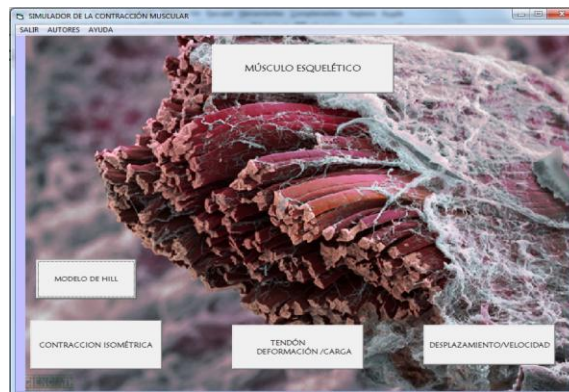 SIMULADOR DE LA CONTRACCIÓN MUSCULAR
SALIR AUTORES AYUDA
MÚSCULO ESQUELÉTICO
MODELO DE HILL
CONTRACCION ISOMÉTRICA
TENDÓN
DEFORMACIÓN /CARGA
DESPLAZAMIENTO/VELOCIDAD